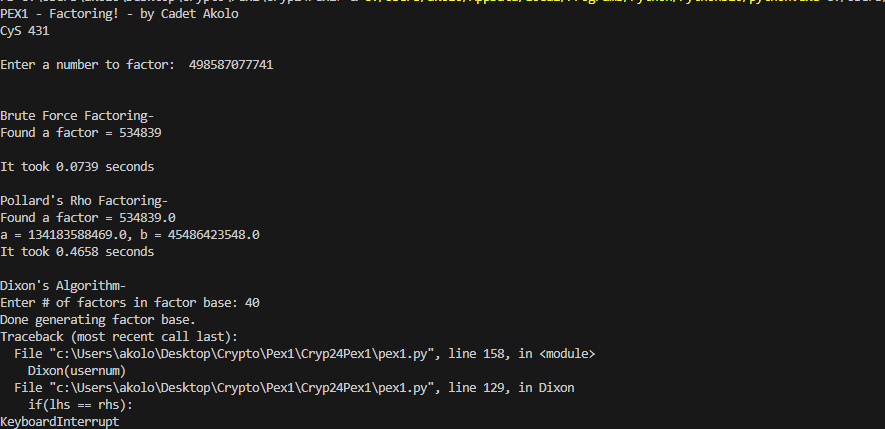 PEX1 - Factoring! - by Cadet Akolo
CyS 431
Enter a number to factor:  498587077741
Brute Force Factoring-
Found a factor = 534839
It took 0.0739 seconds
Pollard's Rho Factoring-
Found a factor = 534839.0
a = 134183588469.0, b = 45486423548.0
It took 0.4658 seconds
Dixon's Algorithm-
Enter # of factors in factor base: 40
Done generating factor base.
Traceback (most recent call last):
  File "c:\Users\akolo\Desktop\Crypto\Pex1\Cryp24Pex1\pex1.py", line 158, in <module>
    Dixon(usernum)
  File "c:\Users\akolo\Desktop\Crypto\Pex1\Cryp24Pex1\pex1.py", line 129, in Dixon
    if(lhs == rhs):
KeyboardInterrupt